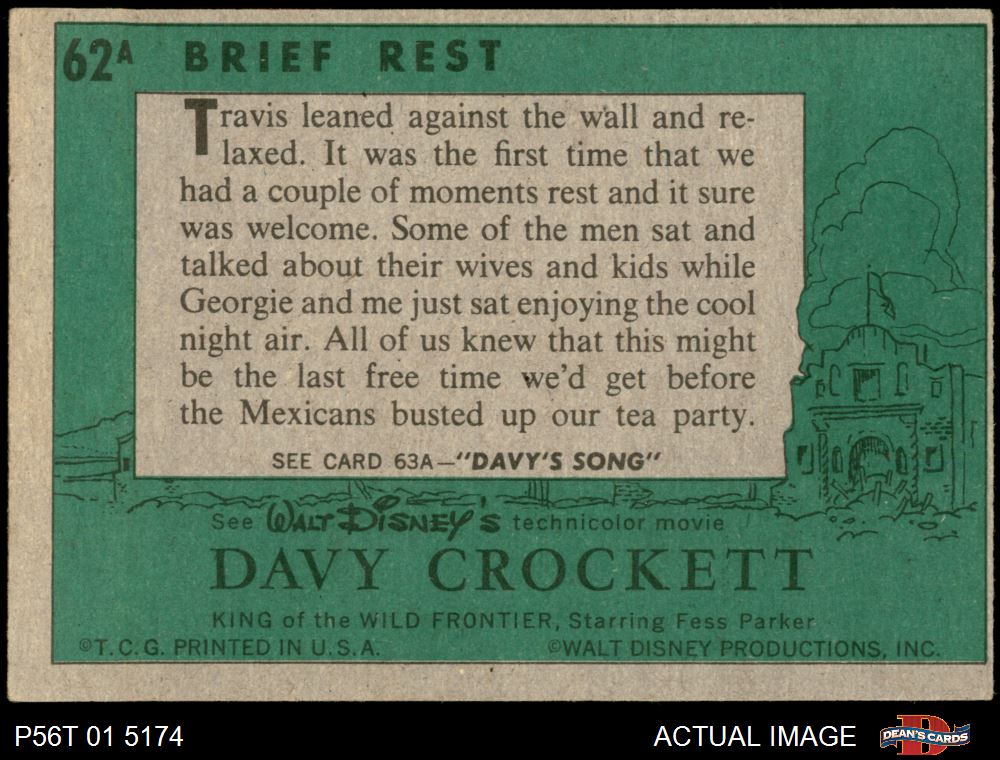 62A BRIEF REST
Travis leaned against the wall and re-
laxed. It was the first time that we
had a couple of moments rest and it sure
was welcome. Some of the men sat and
talked about their wives and kids while
Georgie and me just sat enjoying the cool
night air. All of us knew that this might
be the last free time we'd get before
the Mexicans busted up our tea party.
SEE CARD 63A—"DAVY'S SONG"
See WALT DISNEY'S technicolor movie
DAVY CROCKETT
KING of the WILD FRONTIER, Starring Fess Parker
©T.C.G. PRINTED IN U.S.A. ©WALT DISNEY PRODUCTIONS, INC.
P56T 01 5174 ACTUAL IMAGE D DEAN'S CARDS